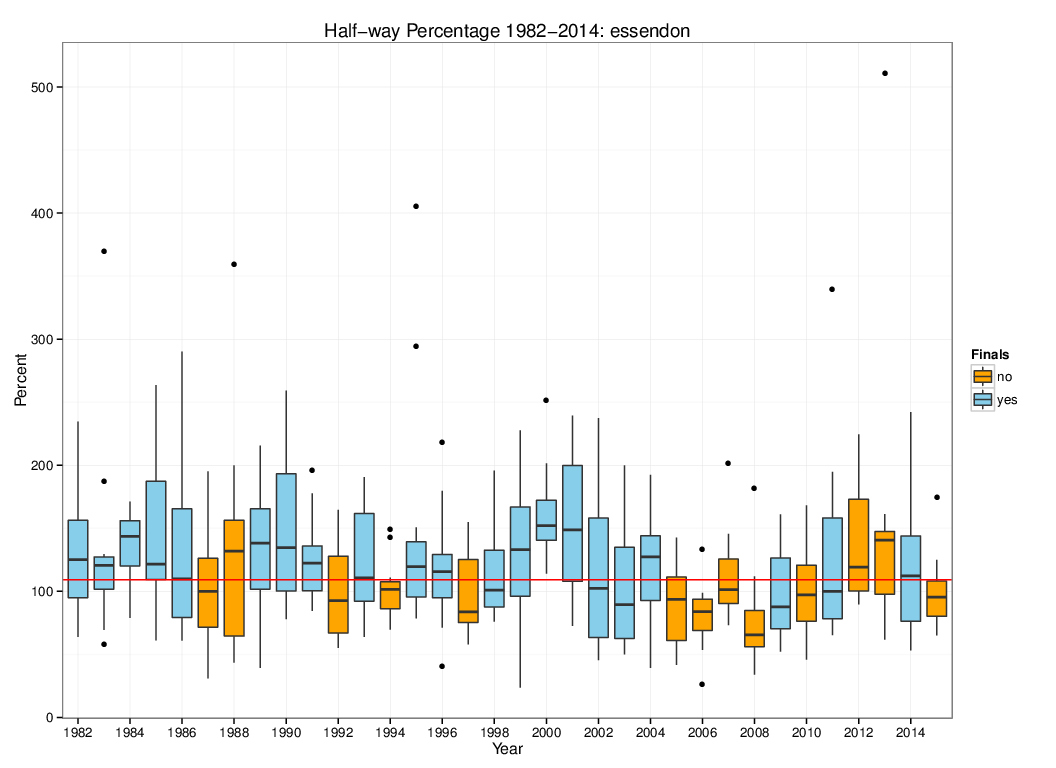 Half−way Percentage 1982−2014: essendon
500
400
300
200
100
0
Percent
1982 1984 1986 1988 1990 1992 1994 1996 1998 2000 2002 2004 2006 2008 2010 2012 2014
Year
Finals
no
yes